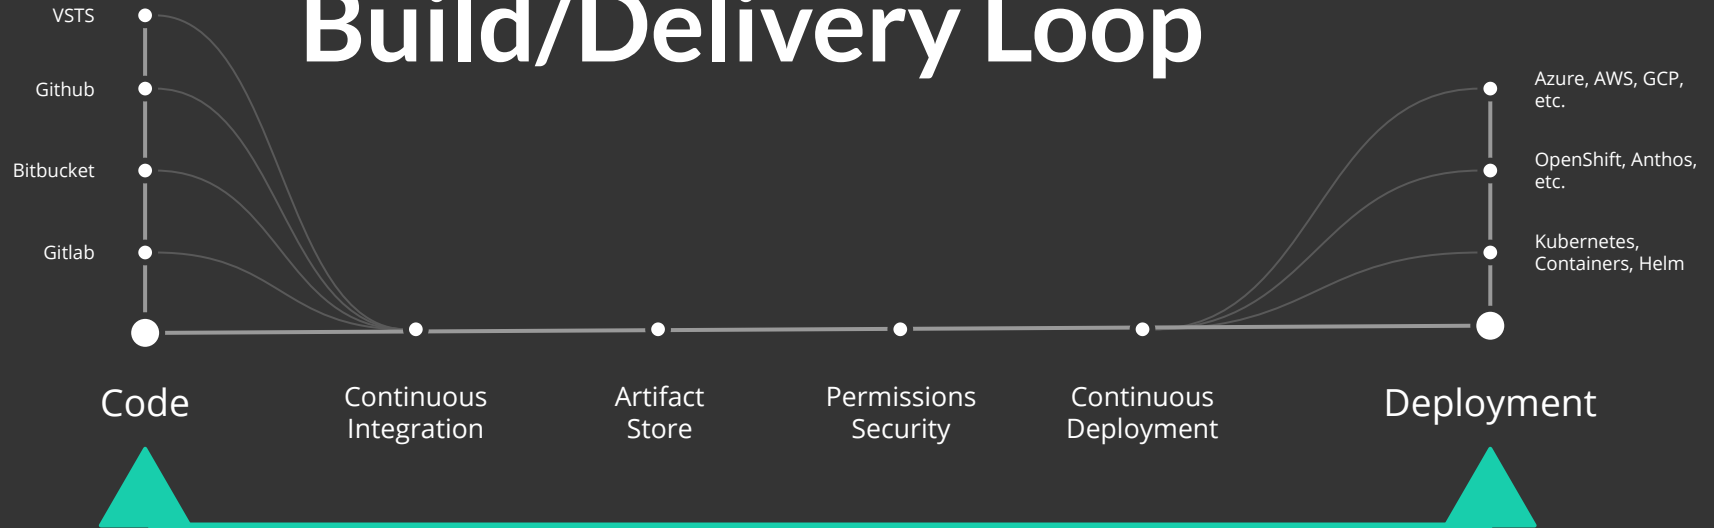 Build/Delivery Loop
VSTS
Github
Bitbucket
Gitlab
Azure, AWS, GCP,
etc.
OpenShift, Anthos,
etc.
Kubernetes,
Containers, Helm
Code
Continuous
Integration
Artifact
Store
Permissions
Security
Continuous
Deployment
Deployment